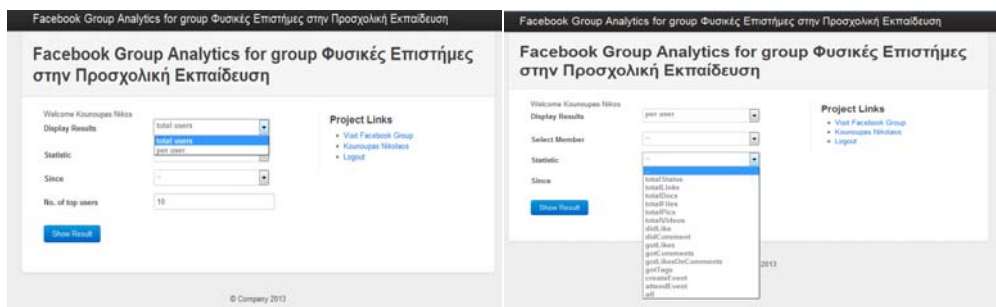 Facebook Group Analytics for group Φυσικές Επιστήμες στην Προσχολική Εκπαίδευση
Facebook Group Analytics for group Φυσικές Επιστήμες
στην Προσχολική Εκπαίδευση
Welcome Kounoupas Nikos
Display Results
total users
total users
per user
Statistic
Since
--
No. of top users
10
Show Result
Project Links
Visit Facebook Group
Kounoupas Nikolaos
Logout
© Company 2013
Facebook Group Analytics for group Φυσικές Επιστήμες στην Προσχολική Εκπαίδευση
Facebook Group Analytics for group Φυσικές Επιστήμες
στην Προσχολική Εκπαίδευση
Welcome Kounoupas Nikos
Display Results
per user
Select Member
--
Statistic
--
--
totalStatus
totalLinks
totalDocs
totalFiles
totalPics
totalVideos
didLike
didComment
gotLikes
gotComments
gotLikesOnComments
gotTags
createEvent
attendEvent
all
Since
Show Result
Project Links
Visit Facebook Group
Kounoupas Nikolaos
Logout
2013